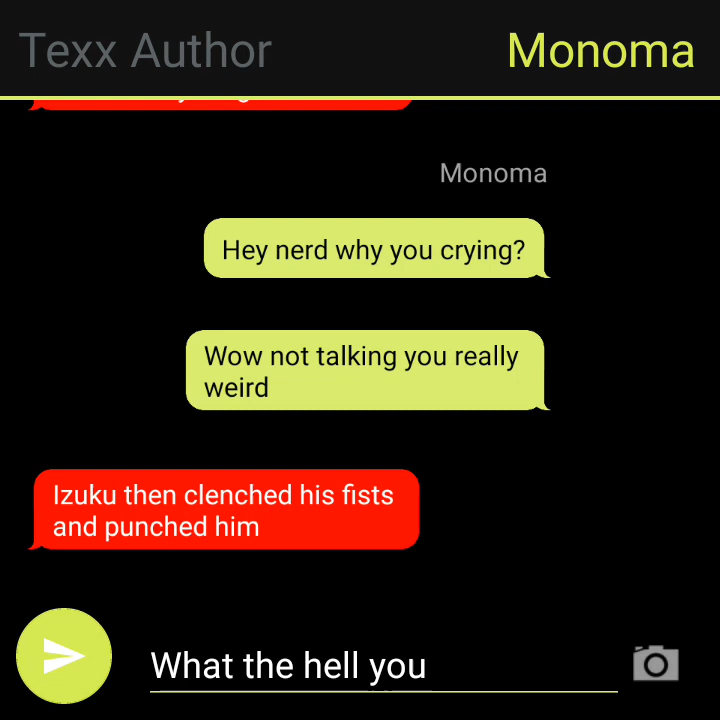 Texx Author
Monoma
Monoma
Hey nerd why you crying?
Wow not talking you really
weird
Izuku then clenched his fists
and punched him
What the hell you